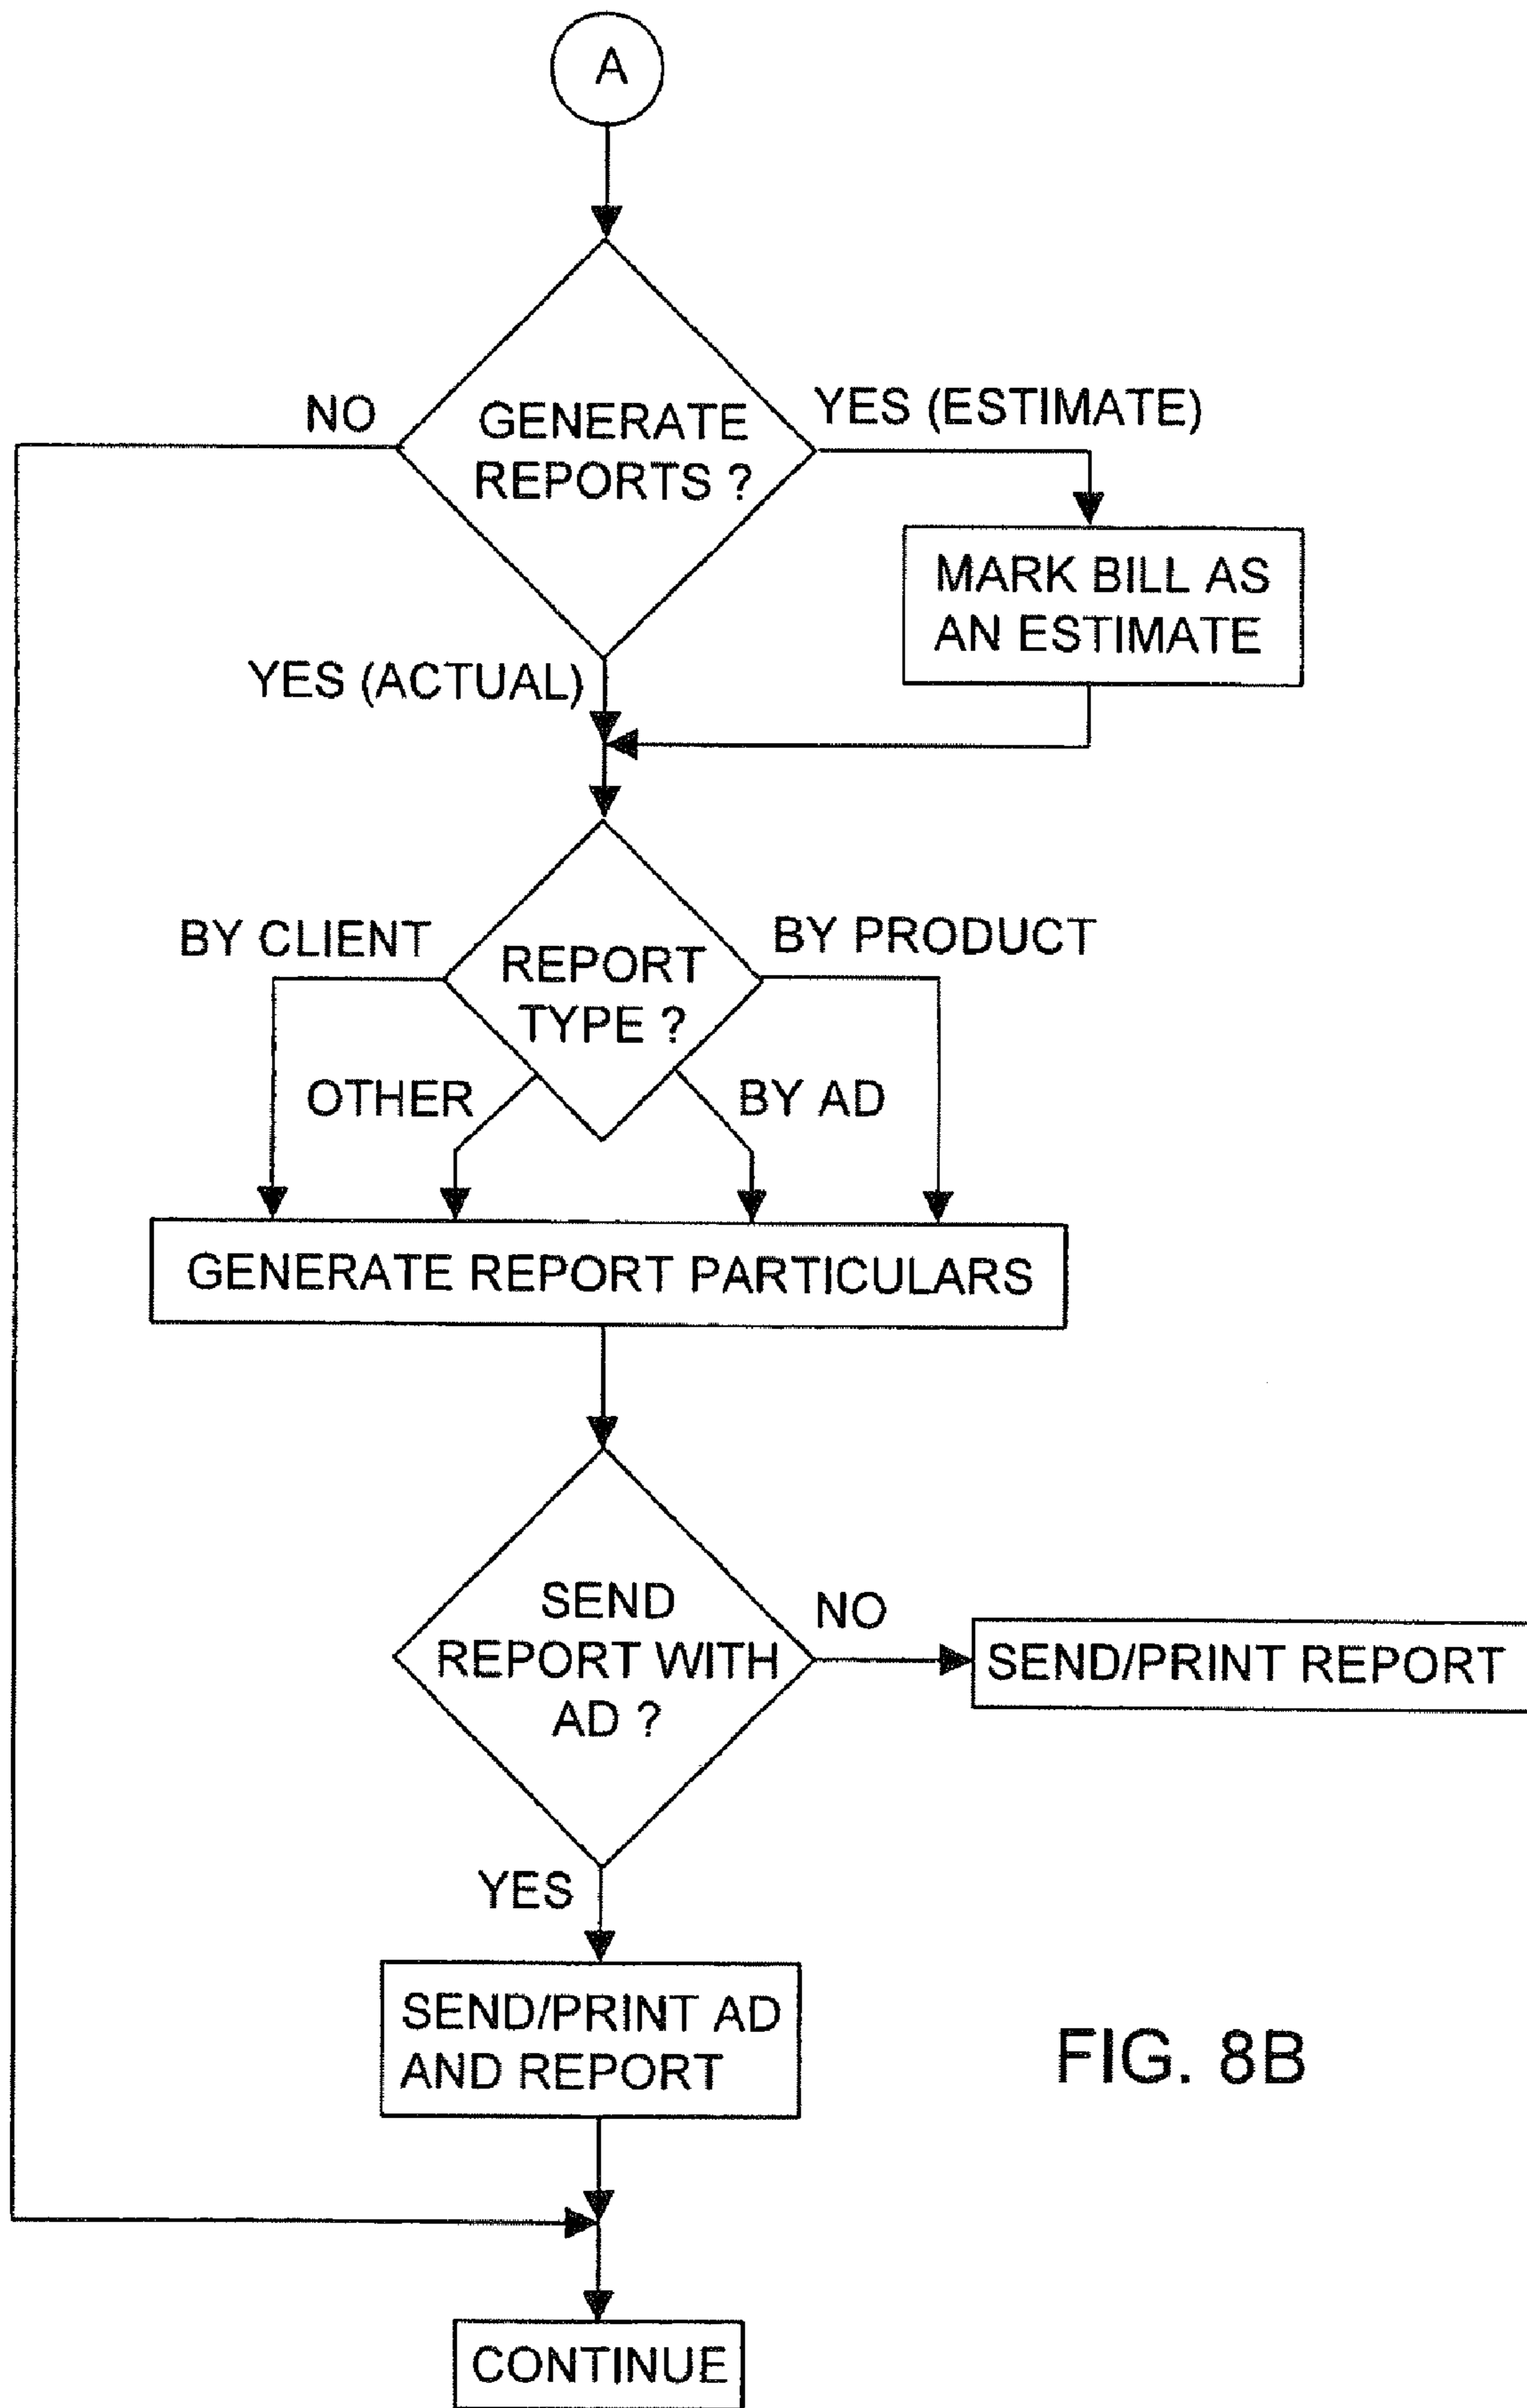 A
NO
GENERATE
REPORTS ?
YES (ESTIMATE)
MARK BILL AS
AN ESTIMATE
YES (ACTUAL)
BY CLIENT
REPORT
TYPE ?
BY PRODUCT
OTHER
BY AD
GENERATE REPORT PARTICULARS
SEND
REPORT WITH
AD ?
NO
SEND/PRINT REPORT
YES
SEND/PRINT AD
AND REPORT
FIG. 8B
CONTINUE